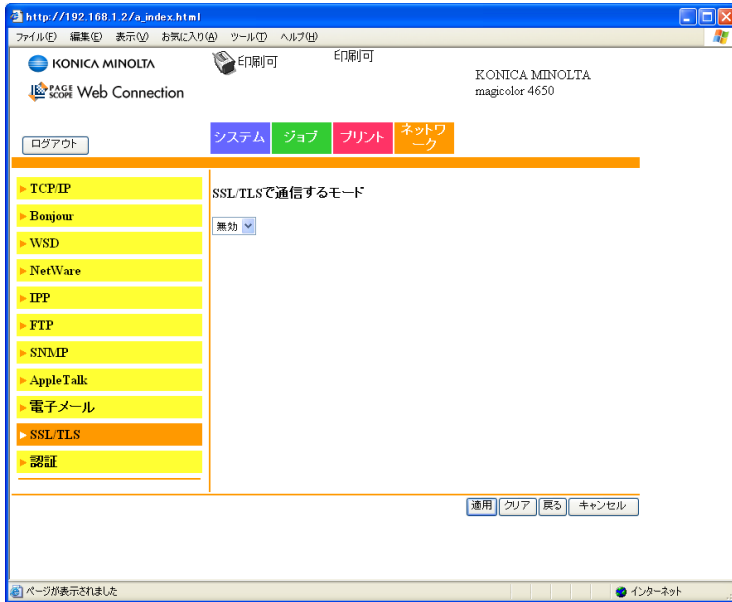 http://192.168.1.2/a_index.html
ファイル(F) 編集(E) 表示(V) お気に入り(A) ツール(T) ヘルプ(H)
KONICA MINOLTA
印刷可
印刷可
KONICA MINOLTA
magicolor 4650
PAGE SCOPE Web Connection
ログアウト
システム
ジョブ
プリント
ネットワ
ーク
TCP/IP
Bonjour
WSD
NetWare
IPP
FTP
SNMP
AppleTalk
電子メール
SSL/TLS
認証
SSL/TLSで通信するモード
無効
適用 クリア 戻る キャンセル
ページが表示されました
インターネット